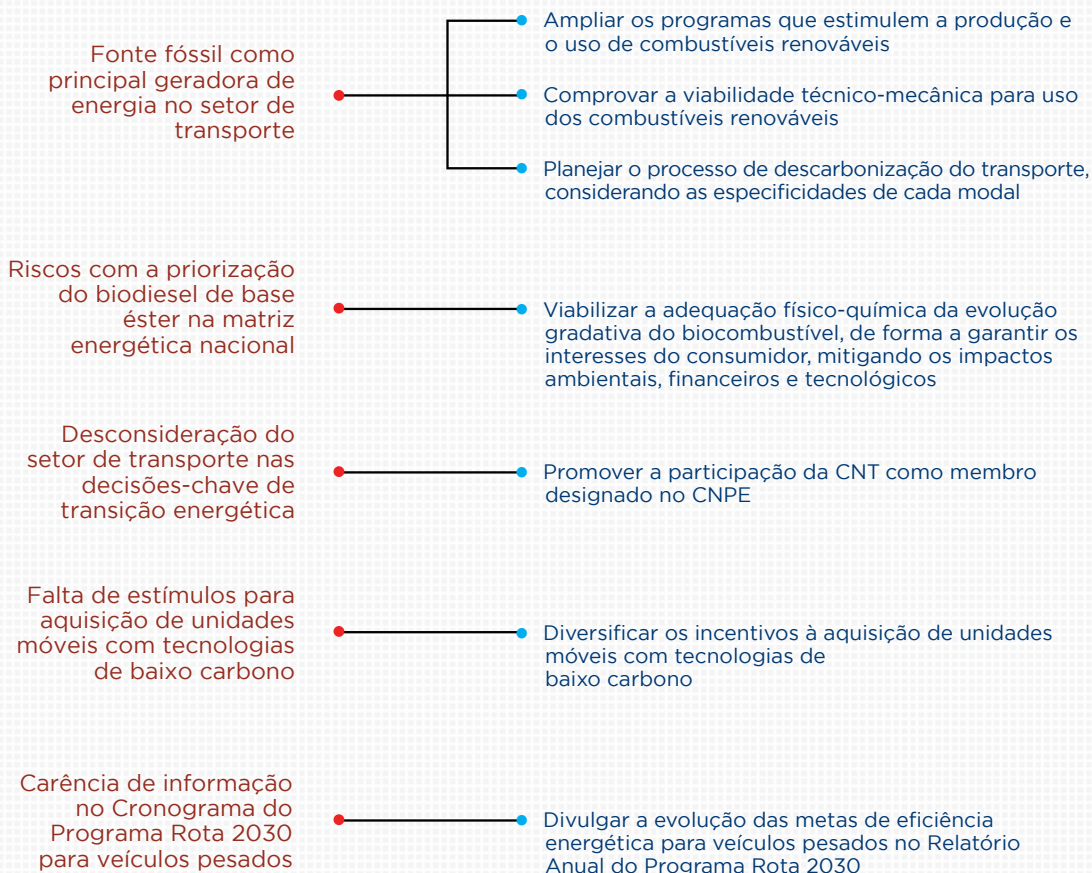 Fonte fóssil como
principal geradora de
energia no setor de
transporte
Ampliar os programas que estimulem a produção e
o uso de combustíveis renováveis
Comprovar a viabilidade técnico-mecânica para uso
dos combustíveis renováveis
Planejar o processo de descarbonização do transporte,
considerando as especificidades de cada modal
Riscos com a priorização
do biodiesel de base
éster na matriz
energética nacional
Viabilizar a adequação físico-química da evolução
gradativa do biocombustível, de forma a garantir os
interesses do consumidor, mitigando os impactos
ambientais, financeiros e tecnológicos
Desconsideração do
setor de transporte nas
decisões-chave de
transição energética
Promover a participação da CNT como membro
designado no CNPE
Falta de estímulos para
aquisição de unidades
móveis com tecnologias
de baixo carbono
Diversificar os incentivos à aquisição de unidades
móveis com tecnologias de
baixo carbono
Carência de informação
no Cronograma do
Programa Rota 2030
para veículos pesados
Divulgar a evolução das metas de eficiência
energética para veículos pesados no Relatório
Anual do Programa Rota 2030